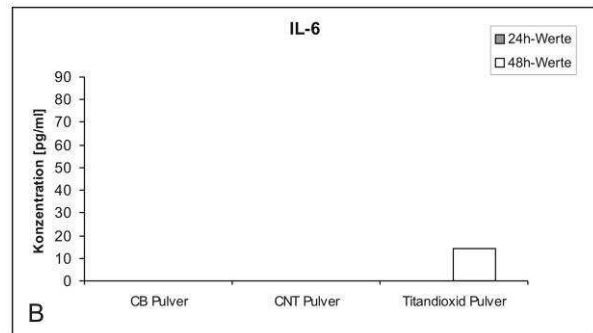 IL-6
24h-Werte
48h-Werte
Konzentration [pg/ml]
90
80
70
60
50
40
30
20
10
0
CB Pulver CNT Pulver Titandioxid Pulver
B